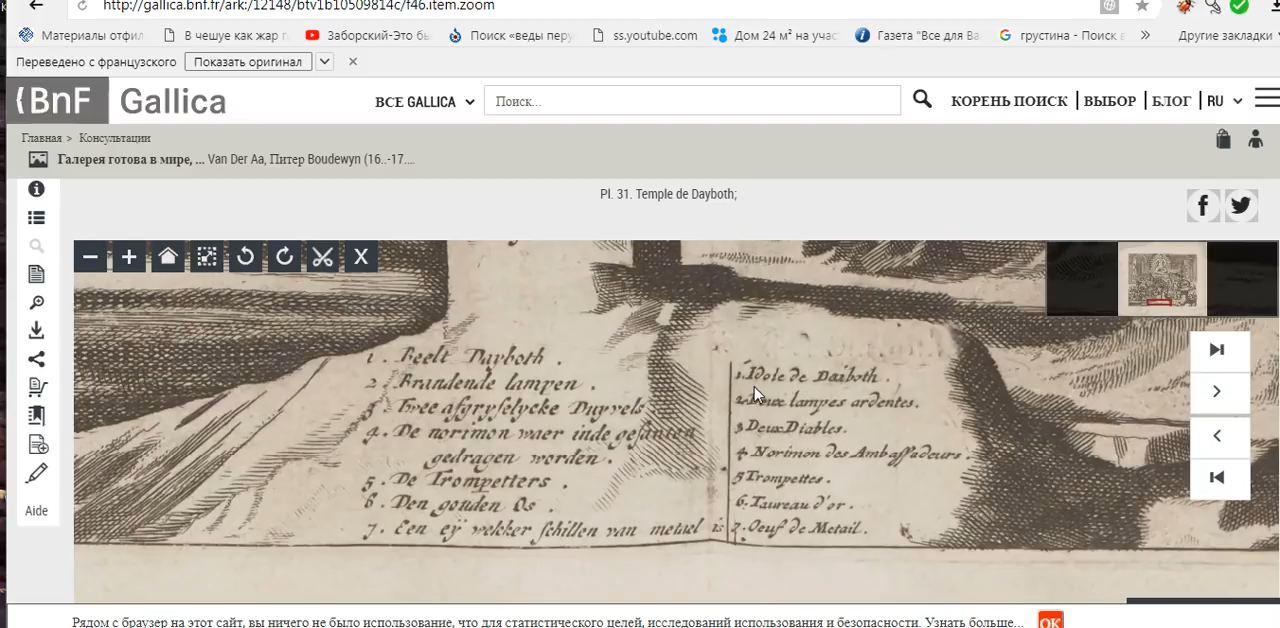 http://gallica.bnf.fr/ark:/12148/btv1b10509814c/f46.item.zoom
Материалы отфил В чешуе как жар г Заборский-Это бы Поиск «веды перу ss.youtube.com Дом 24 м² на учас Газета "Все для Ва грустина - Поиск в » Другие закладки
Переведено с французского Показать оригинал
BnF Gallica ВСЕ GALLICA Поиск... КОРЕНЬ ПОИСК ВЫБОР БЛОГ RU
Главная > Консультации
Галерея готова в мире, ... Van Der Aa, Питер Boudewyn (16..-17....
Pl. 31. Temple de Dayboth;
1. Beelt Dayboth.
2. Brandende lampen.
3. Twee afgryselycke Duyvels
4. De norimon waer inde gesanten
gedragen worden.
5. De Trompetters.
6. Den gouden Os.
7. Een eÿ wekker schillen van metael is
1. Idole de Daiboth.
2. Deux lampes ardentes.
3 Deux Diables.
4 Norimon des Ambassadeurs.
5 Trompettes.
6. Taureau d'or.
7. Oeuf de Metail.
Aide
Рядом с браузер на этот сайт, вы ничего не было использование, что для статистического целей, исследований использования и безопасности. Узнать больше... OK